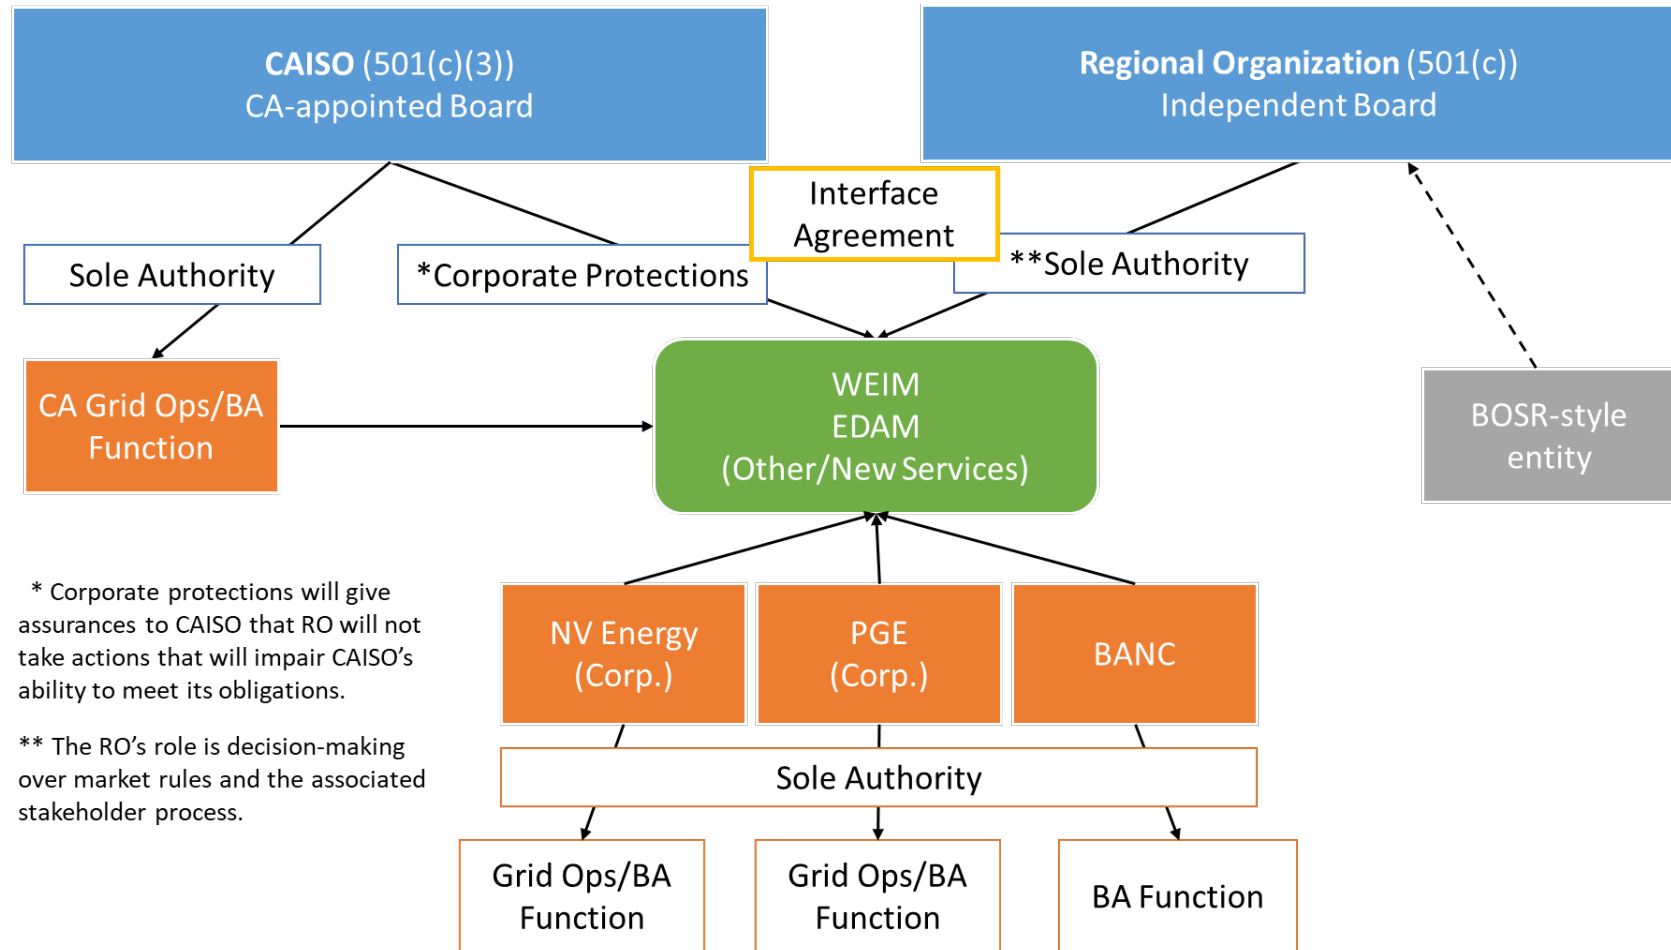 CAISO (501(c)(3))
CA-appointed Board
Regional Organization (501(c))
Independent Board
Interface
Agreement
Sole Authority
*Corporate Protections
**Sole Authority
CA Grid Ops/BA
Function
WEIM
EDAM
(Other/New Services)
BOSR-style
entity
* Corporate protections will give
assurances to CAISO that RO will not
take actions that will impair CAISO’s
ability to meet its obligations.
** The RO’s role is decision-making
over market rules and the associated
stakeholder process.
NV Energy
(Corp.)
PGE
(Corp.)
BANC
Sole Authority
Grid Ops/BA
Function
Grid Ops/BA
Function
BA Function